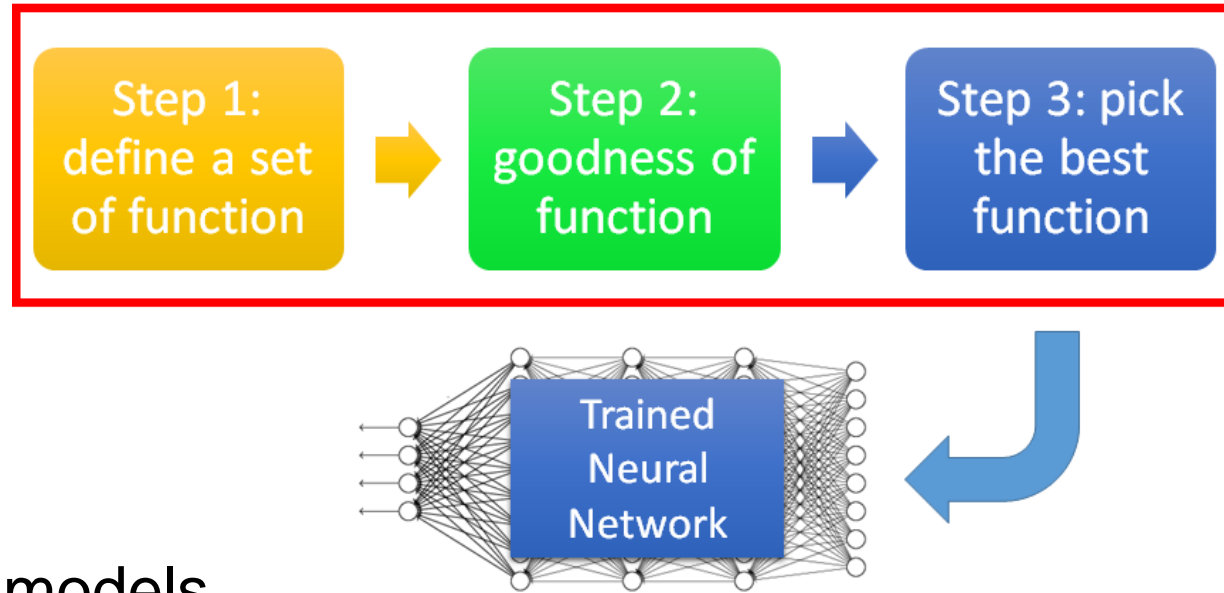 Step 1:
define a set
of function
Step 2:
goodness of
function
Step 3: pick
the best
function
Trained
Neural
Network
models